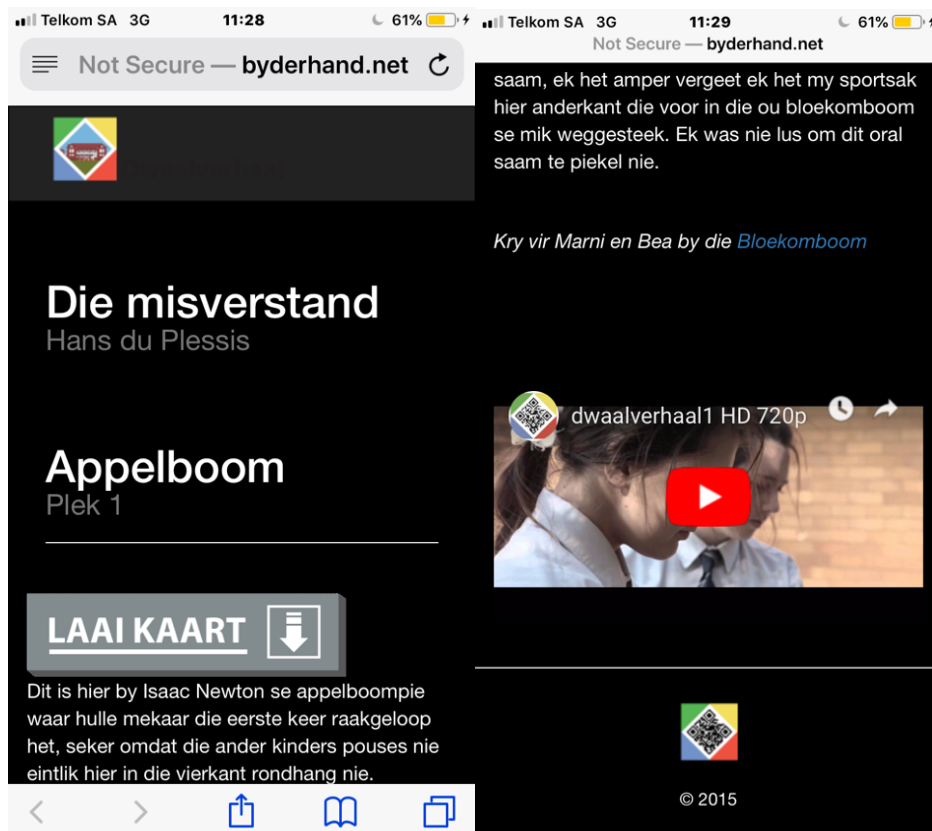 Telkom SA 3G 11:28 61%
Not Secure — byderhand.net
Die misverstand
Hans du Plessis
Appelboom
Plek 1
LAAI KAART
Dit is hier by Isaac Newton se appelboompie
waar hulle mekaar die eerste keer raakgeloop
het, seker omdat die ander kinders pouses nie
eintlik hier in die vierkant rondhang nie.
Telkom SA 3G 11:29 61%
Not Secure — byderhand.net
saam, ek het amper vergeet ek het my sportsak
hier anderkant die voor in die ou bloekomboom
se mik weggesteek. Ek was nie lus om dit oral
saam te piekel nie.
Kry vir Marni en Bea by die Bloekomboom
dwaalverhaal1 HD 720p
© 2015